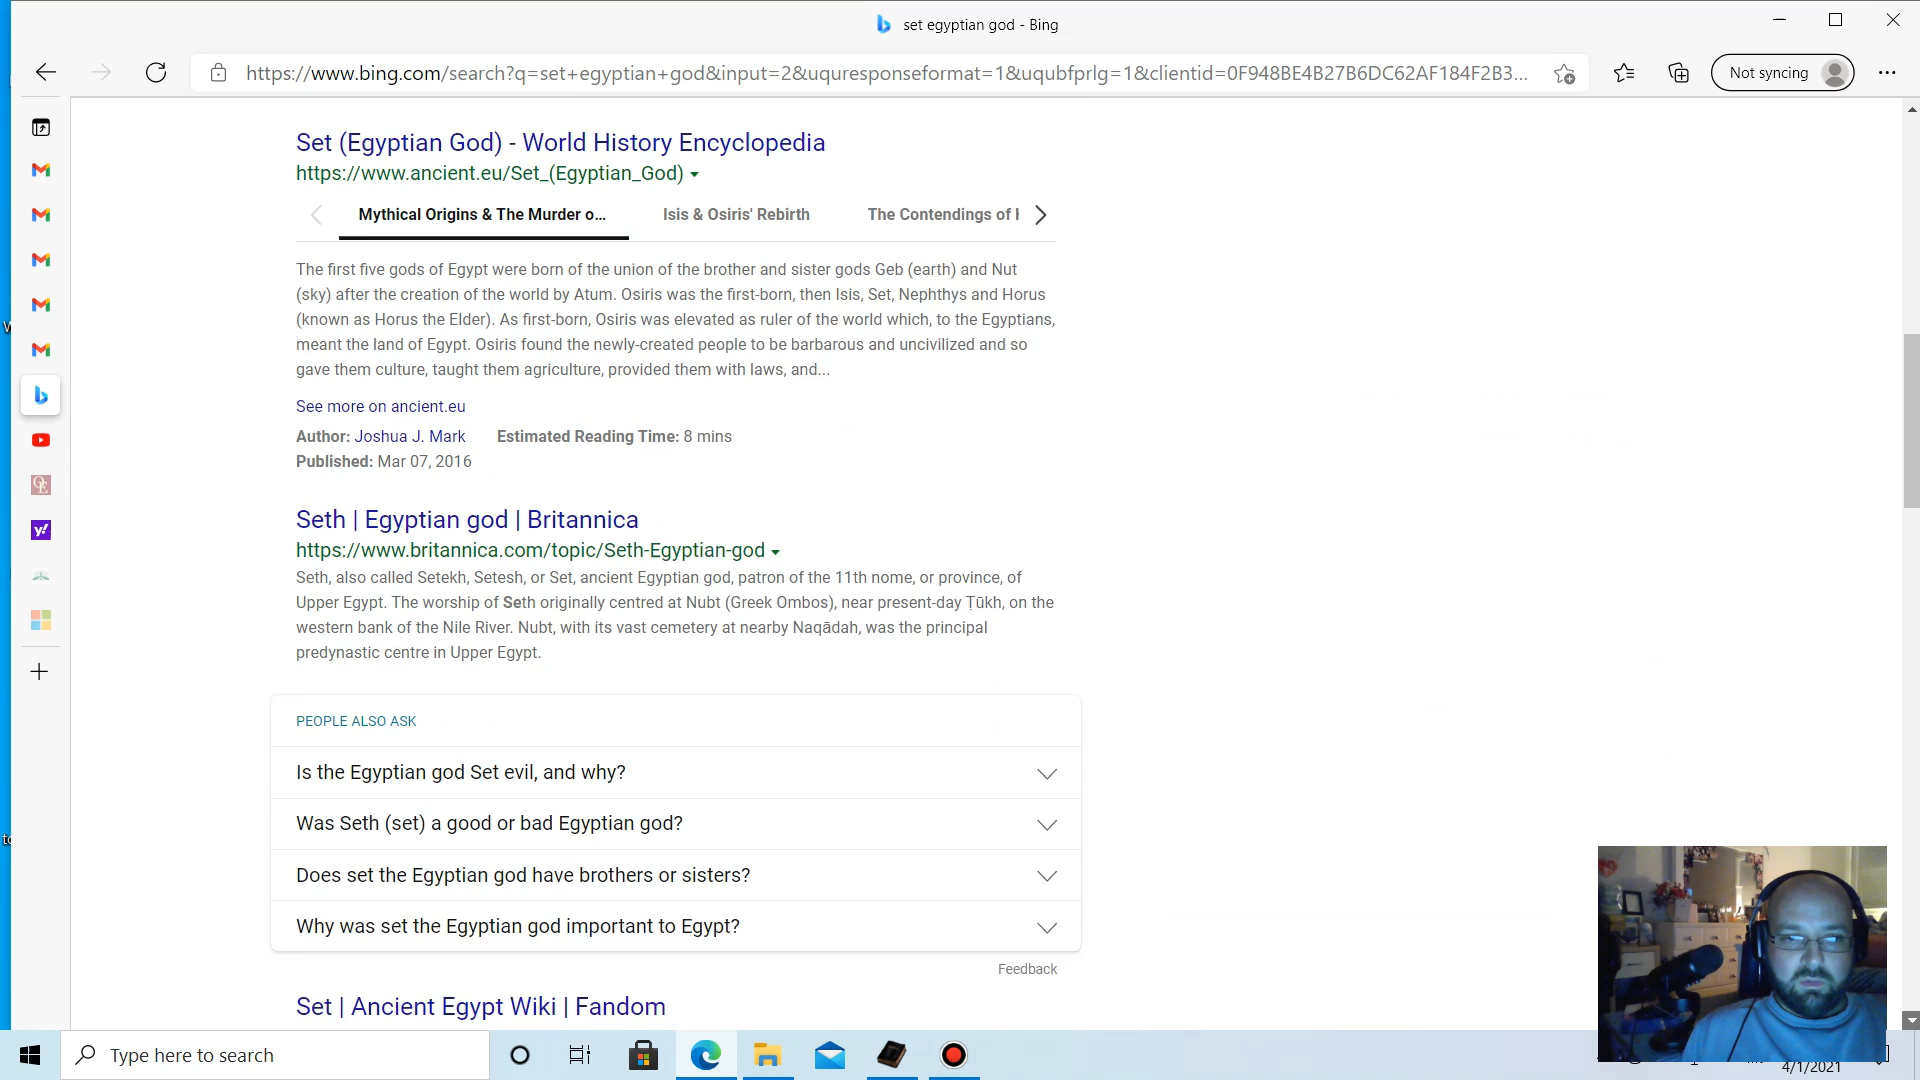 set egyptian god - Bing
https://www.bing.com/search?q=set+egyptian+god&input=2&uquresponseformat=1&uqubfprlg=1&clientid=0F948BE4B27B6DC62AF184F2B3...
Not syncing
Set (Egyptian God) - World History Encyclopedia
https://www.ancient.eu/Set_(Egyptian_God)
Mythical Origins & The Murder o... Isis & Osiris' Rebirth The Contendings of
The first five gods of Egypt were born of the union of the brother and sister gods Geb (earth) and Nut
(sky) after the creation of the world by Atum. Osiris was the first-born, then Isis, Set, Nephthys and Horus
(known as Horus the Elder). As first-born, Osiris was elevated as ruler of the world which, to the Egyptians,
meant the land of Egypt. Osiris found the newly-created people to be barbarous and uncivilized and so
gave them culture, taught them agriculture, provided them with laws, and...
See more on ancient.eu
Author: Joshua J. Mark Estimated Reading Time: 8 mins
Published: Mar 07, 2016
Seth | Egyptian god | Britannica
https://www.britannica.com/topic/Seth-Egyptian-god
Seth, also called Setekh, Setesh, or Set, ancient Egyptian god, patron of the 11th nome, or province, of
Upper Egypt. The worship of Seth originally centred at Nubt (Greek Ombos), near present-day Ṭūkh, on the
western bank of the Nile River. Nubt, with its vast cemetery at nearby Naqādah, was the principal
predynastic centre in Upper Egypt.
PEOPLE ALSO ASK
Is the Egyptian god Set evil, and why?
Was Seth (set) a good or bad Egyptian god?
Does set the Egyptian god have brothers or sisters?
Why was set the Egyptian god important to Egypt?
Feedback
Set | Ancient Egypt Wiki | Fandom
Type here to search
4/1/2021